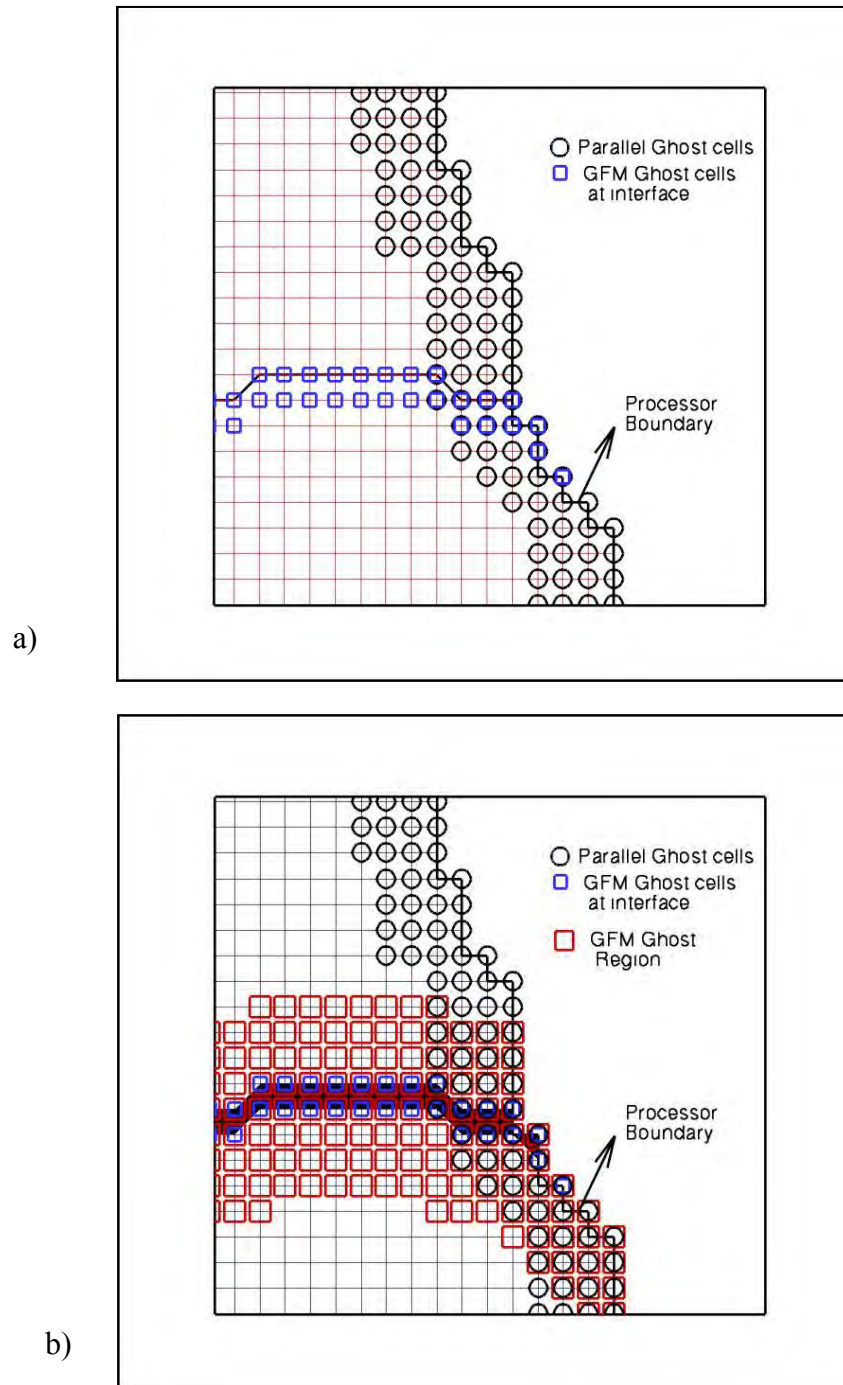 Parallel Ghost cells
GFM Ghost cells
at interface
Processor
Boundary
a)
Parallel Ghost cells
GFM Ghost cells
at interface
GFM Ghost
Region
Processor
Boundary
b)